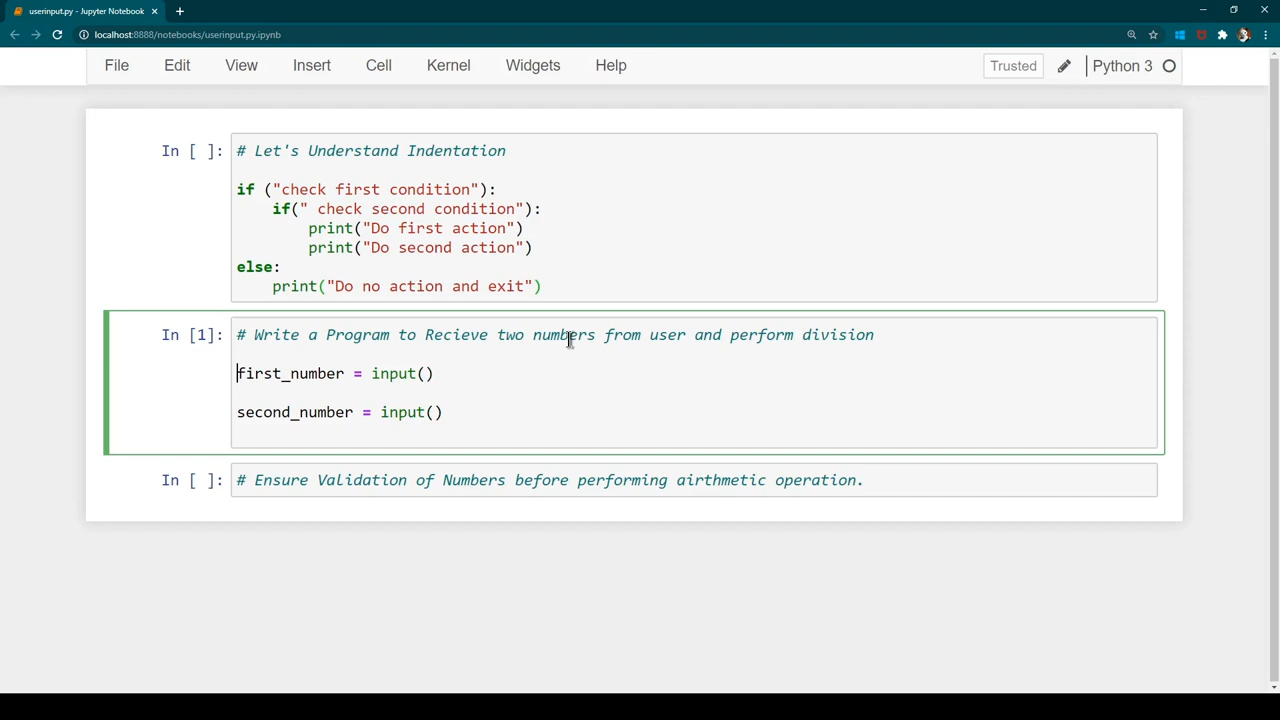 userinput.py - Jupyter Notebook
localhost:8888/notebooks/userinput.py.ipynb
File Edit View Insert Cell Kernel Widgets Help Trusted Python 3
In [ ]: # Let's Understand Indentation
if ("check first condition"):
if(" check second condition"):
print("Do first action")
print("Do second action")
else:
print("Do no action and exit")
In [1]: # Write a Program to Recieve two numbers from user and perform division
first_number = input()
second_number = input()
In [ ]: # Ensure Validation of Numbers before performing airthmetic operation.